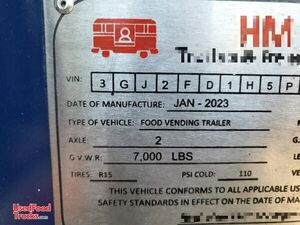 HM
VIN: 3 G J 2 F D 1 H 5 P
DATE OF MANUFACTURE: JAN - 2023
TYPE OF VEHICLE: FOOD VENDING TRAILER
AXLE: 2
G.V.W.R: 7,000 LBS
TIRES R15 PSI COLD: 110
THIS VEHICLE CONFORMS TO ALL APPLICABLE
SAFETY STANDARDS IN EFFECT ON THE DATE OF
UsedFood
Trucks.com